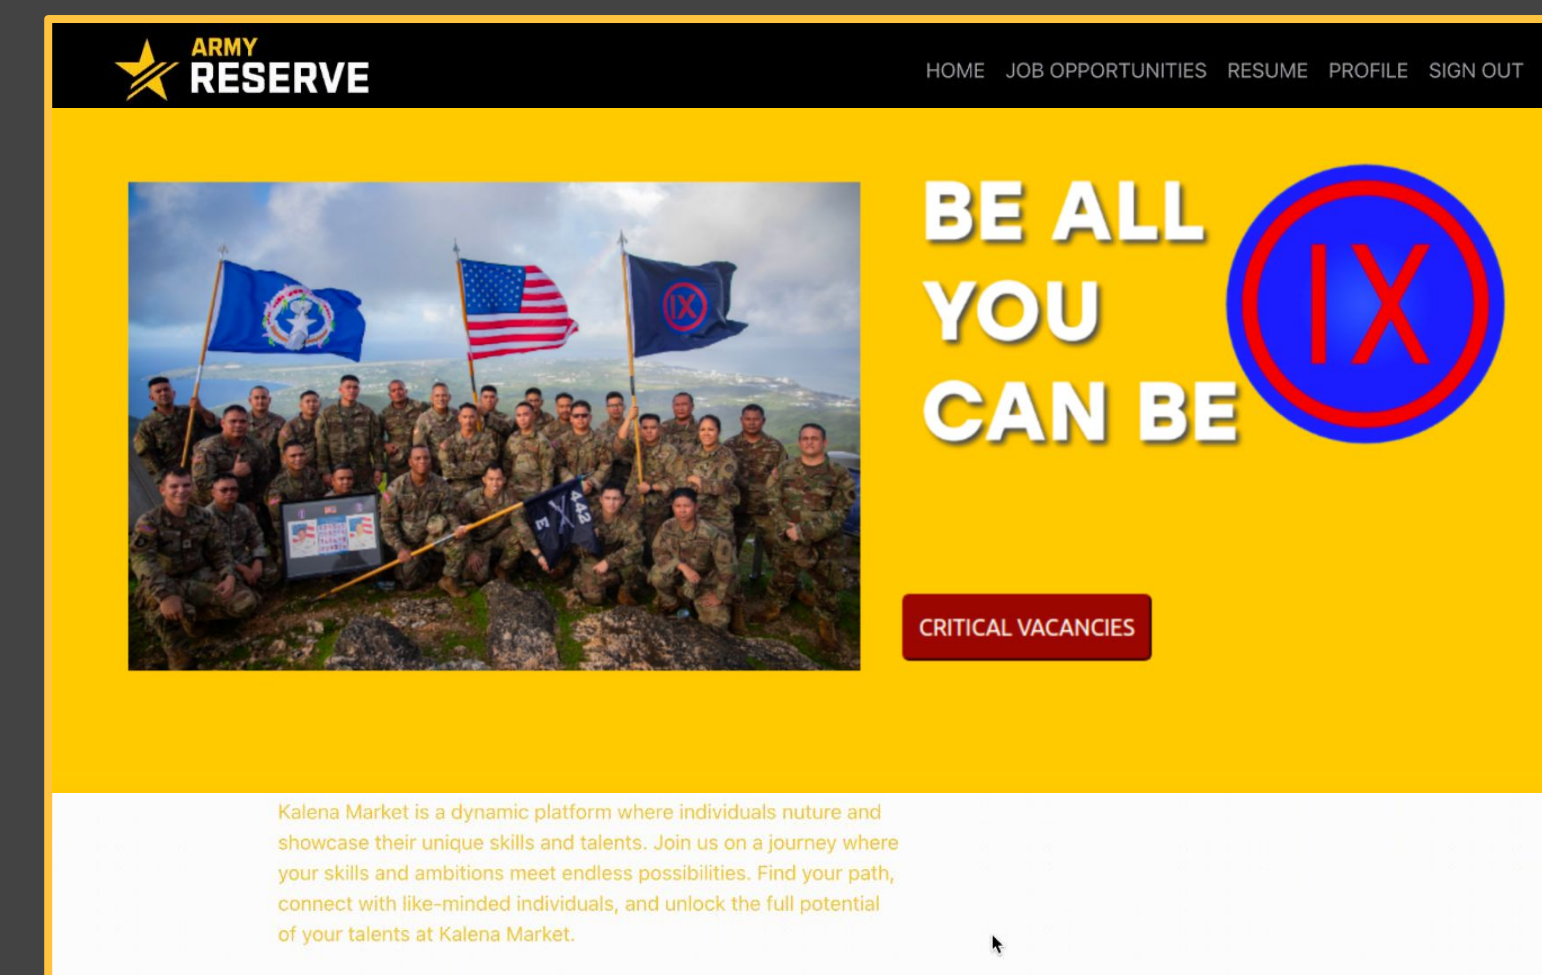 ARMY
RESERVE
HOME JOB OPPORTUNITIES RESUME PROFILE SIGN OUT
BE ALL
YOU
CAN BE
IX
IX
442
E
CRITICAL VACANCIES
Kalena Market is a dynamic platform where individuals nuture and
showcase their unique skills and talents. Join us on a journey where
your skills and ambitions meet endless possibilities. Find your path,
connect with like-minded individuals, and unlock the full potential
of your talents at Kalena Market.